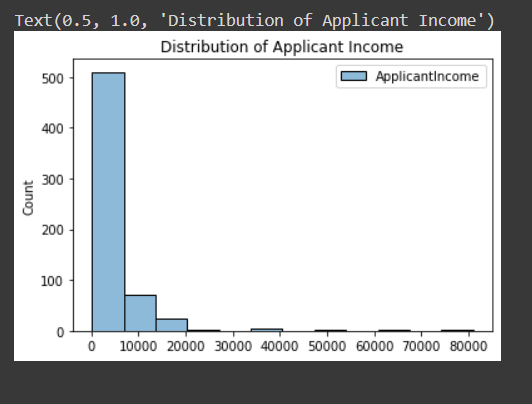 Text(0.5, 1.0, 'Distribution of Applicant Income')
Distribution of Applicant Income
ApplicantIncome
500
400
300
200
100
0
Count
0 10000 20000 30000 40000 50000 60000 70000 80000